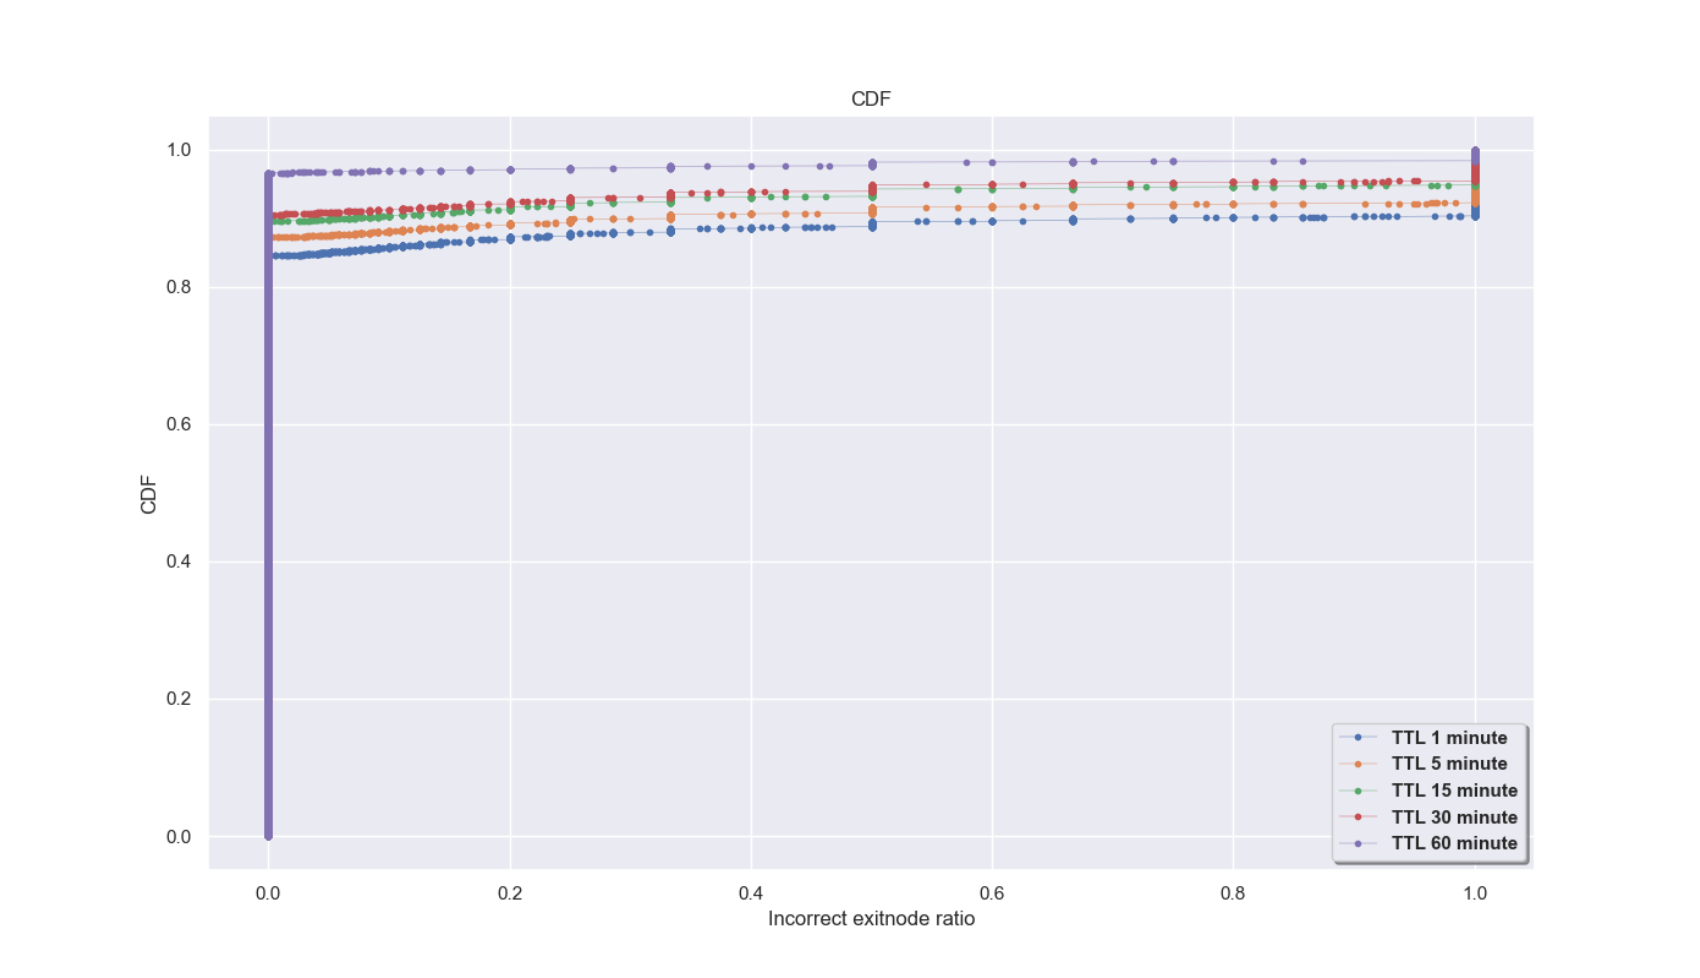 CDF
1.0
0.8
0.6
0.4
0.2
0.0
CDF
0.0 0.2 0.4 0.6 0.8 1.0
Incorrect exitnode ratio
TTL 1 minute
TTL 5 minute
TTL 15 minute
TTL 30 minute
TTL 60 minute